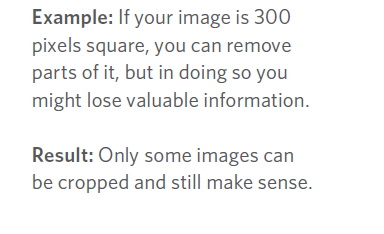 Example: If your image is 300
pixels square, you can remove
parts of it, but in doing so you
might lose valuable information.
Result: Only some images can
be cropped and still make sense.